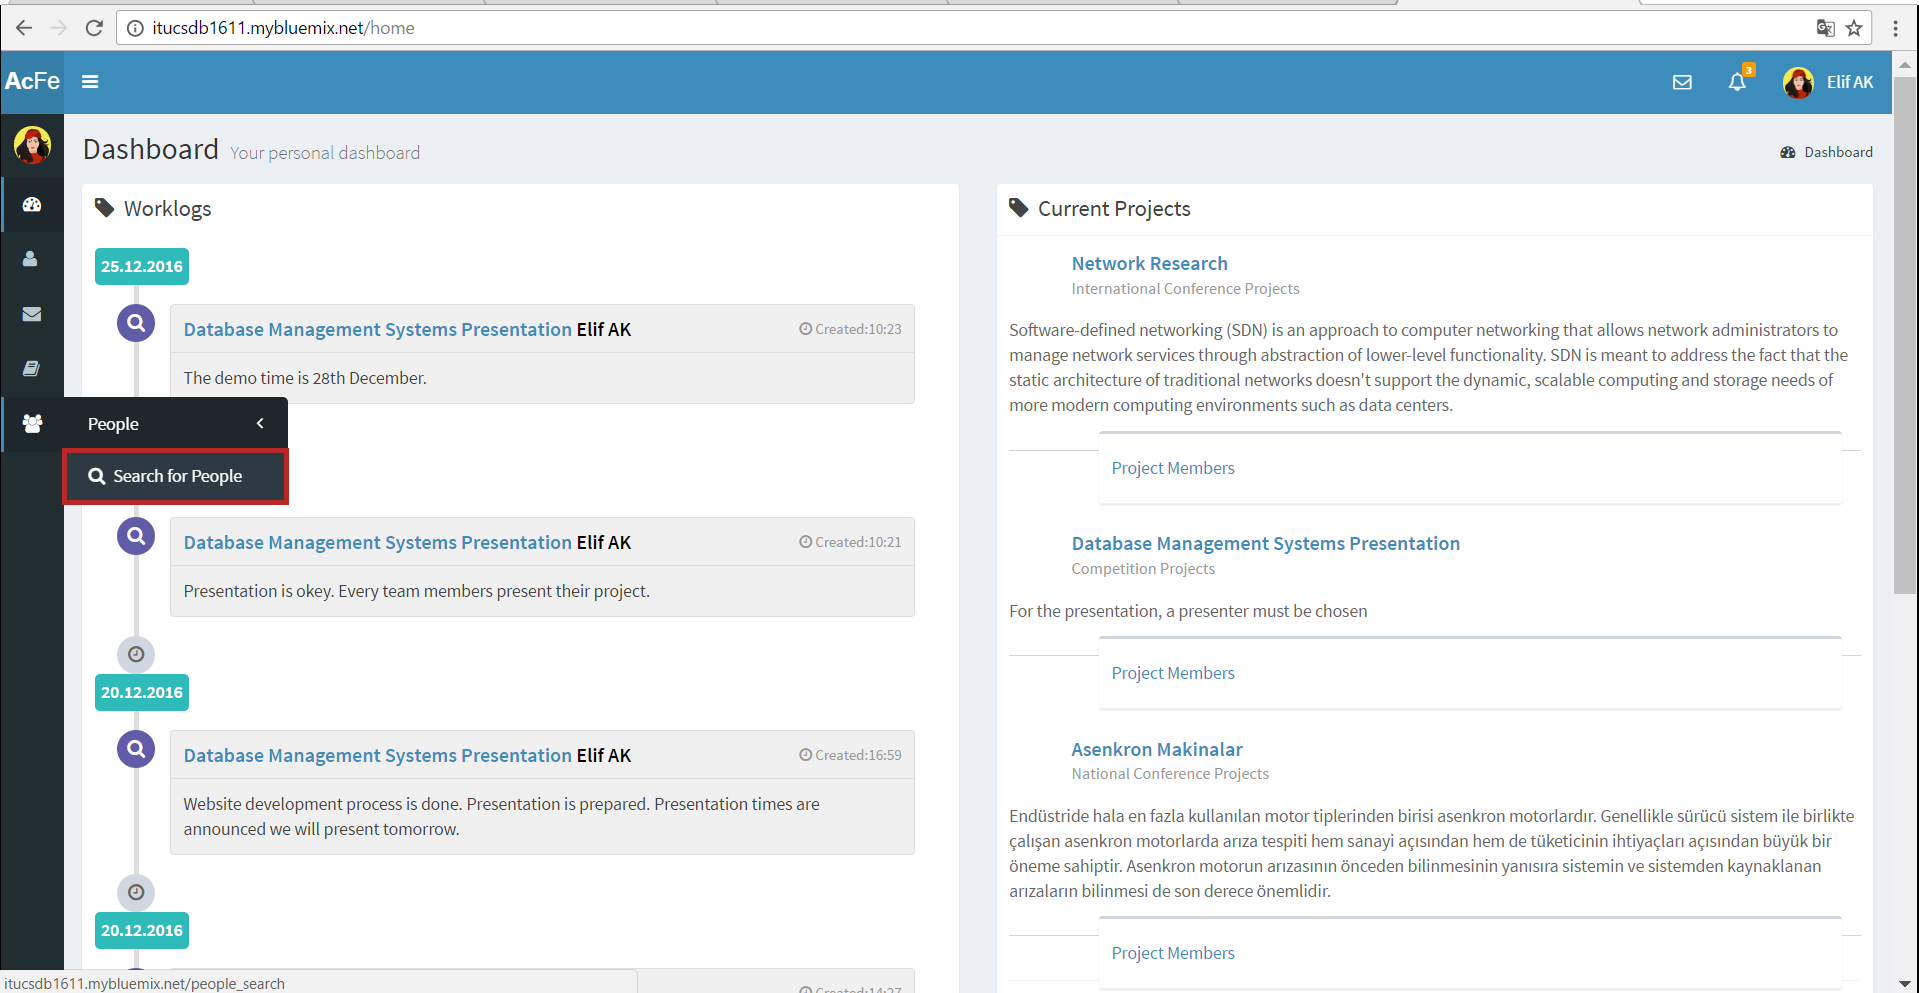 itucsdb1611.mybluemix.net/home
AcFe
3
Elif AK
Dashboard Your personal dashboard
Dashboard
Worklogs
25.12.2016
Database Management Systems Presentation Elif AK Created:10:23
The demo time is 28th December.
People
Search for People
Database Management Systems Presentation Elif AK Created:10:21
Presentation is okey. Every team members present their project.
20.12.2016
Database Management Systems Presentation Elif AK Created:16:59
Website development process is done. Presentation is prepared. Presentation times are
announced we will present tomorrow.
20.12.2016
Created:14:27
Current Projects
Network Research
International Conference Projects
Software-defined networking (SDN) is an approach to computer networking that allows network administrators to
manage network services through abstraction of lower-level functionality. SDN is meant to address the fact that the
static architecture of traditional networks doesn't support the dynamic, scalable computing and storage needs of
more modern computing environments such as data centers.
Project Members
Database Management Systems Presentation
Competition Projects
For the presentation, a presenter must be chosen
Project Members
Asenkron Makinalar
National Conference Projects
Endüstride hala en fazla kullanılan motor tiplerinden birisi asenkron motorlardır. Genellikle sürücü sistem ile birlikte
çalışan asenkron motorlarda arıza tespiti hem sanayi açısından hem de tüketicinin ihtiyaçları açısından büyük bir
öneme sahiptir. Asenkron motorun arızasının önceden bilinmesinin yanısıra sistemin ve sistemden kaynaklanan
arızaların bilinmesi de son derece önemlidir.
Project Members
itucsdb1611.mybluemix.net/people_search